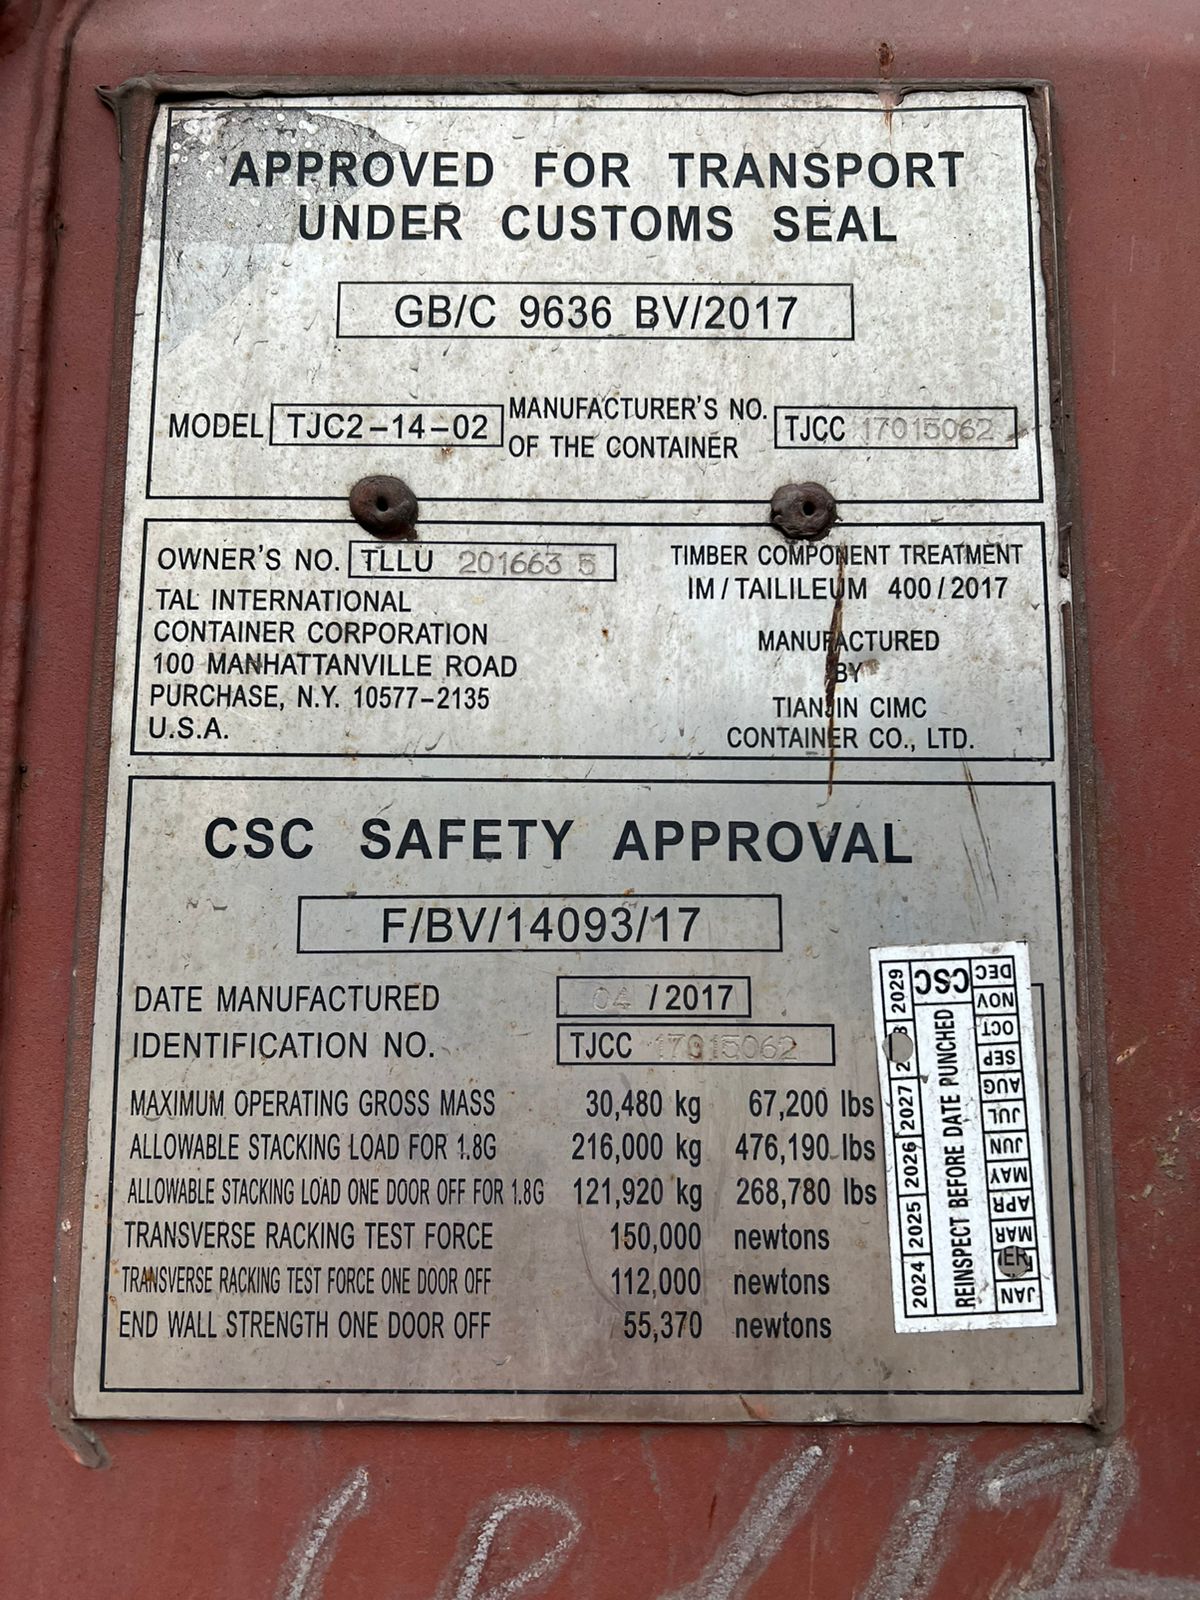 APPROVED FOR TRANSPORT
UNDER CUSTOMS SEAL
GB/C 9636 BV/2017
MODEL TJC2-14-02
MANUFACTURER'S NO.
OF THE CONTAINER
TJCC 17015062
OWNER'S NO. TLLU 201663 5
TAL INTERNATIONAL
CONTAINER CORPORATION
100 MANHATTANVILLE ROAD
PURCHASE, N.Y. 10577-2135
U.S.A.
TIMBER COMPONENT TREATMENT
IM / TAILILEUM 400 / 2017
MANUFACTURED
BY
TIANJIN CIMC
CONTAINER CO., LTD.
CSC SAFETY APPROVAL
F/BV/14093/17
DATE MANUFACTURED 04 / 2017
IDENTIFICATION NO. TJCC 17015062
MAXIMUM OPERATING GROSS MASS 30,480 kg 67,200 lbs
ALLOWABLE STACKING LOAD FOR 1.8G 216,000 kg 476,190 lbs
ALLOWABLE STACKING LOAD ONE DOOR OFF FOR 1.8G 121,920 kg 268,780 lbs
TRANSVERSE RACKING TEST FORCE 150,000 newtons
TRANSVERSE RACKING TEST FORCE ONE DOOR OFF 112,000 newtons
END WALL STRENGTH ONE DOOR OFF 55,370 newtons
2024 2025 2026 2027 2029
CSC
REINSPECT BEFORE DATE PUNCHED
JAN MAR APR MAY JUN JUL AUG SEP OCT NOV DEC